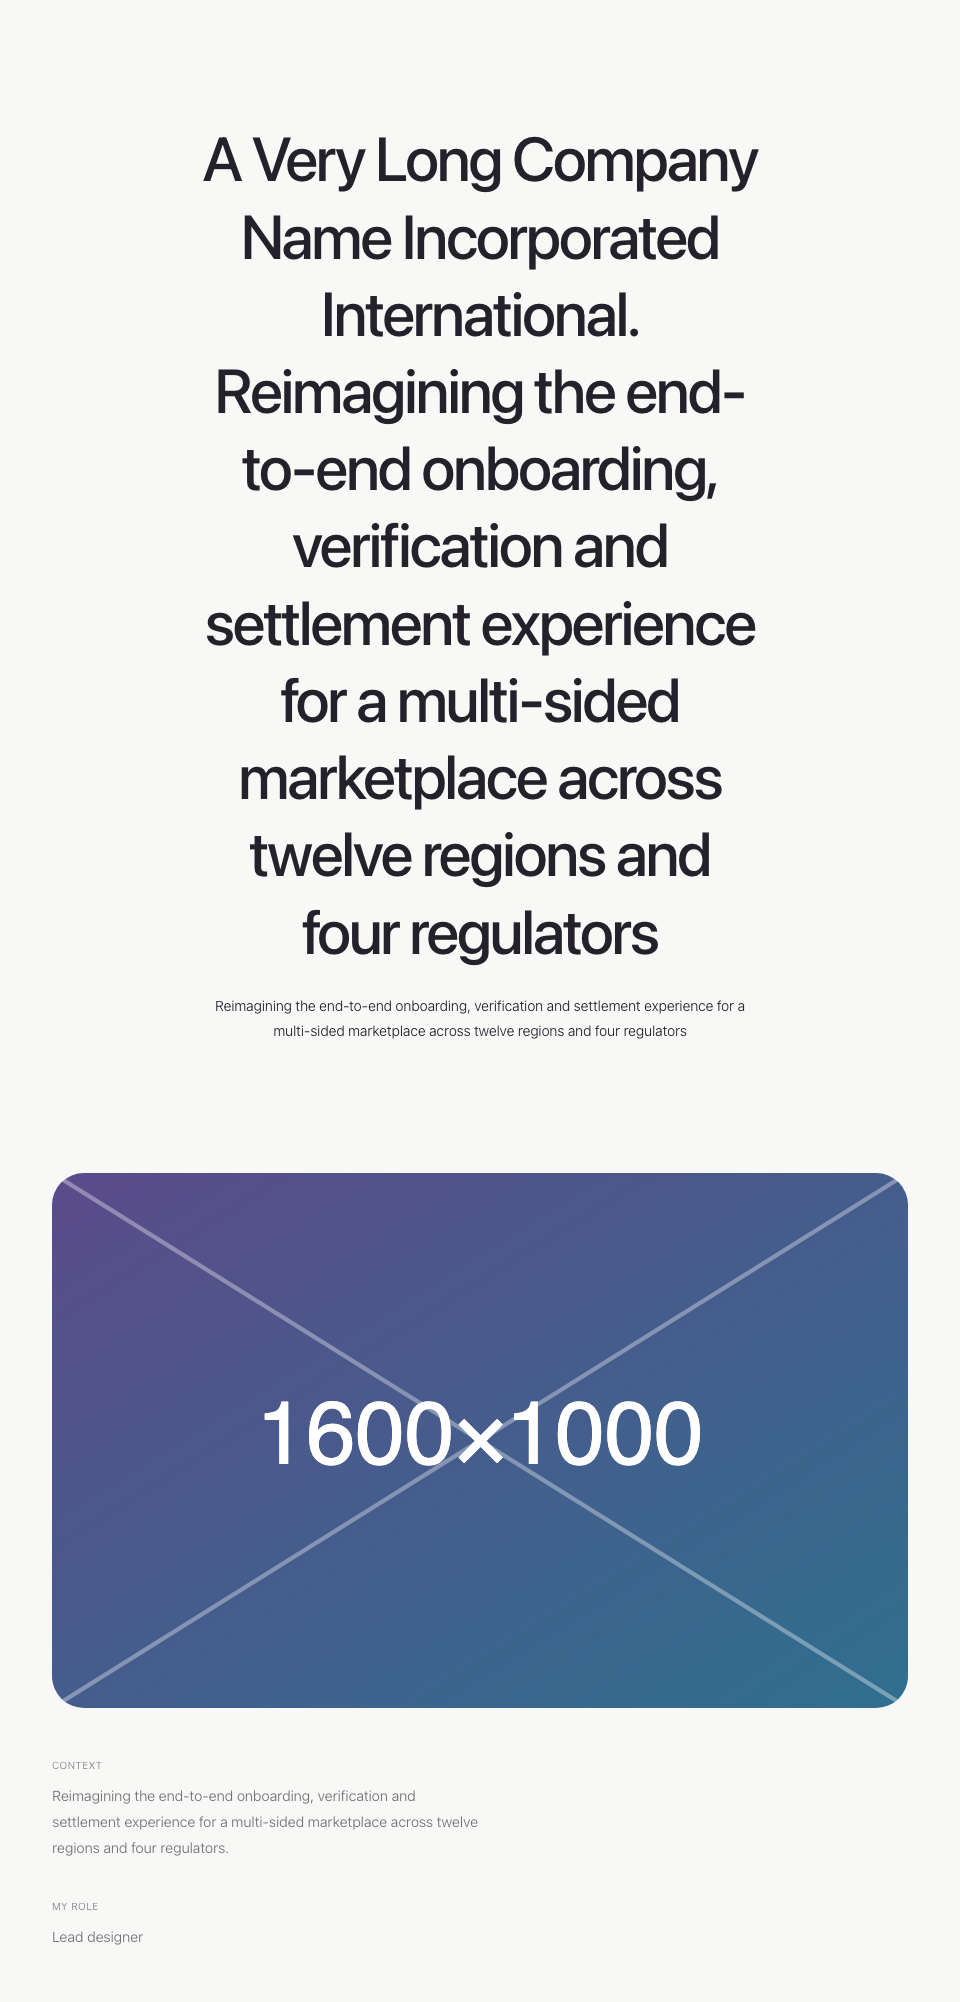 A Very Long Company
Name Incorporated
International.
Reimagining the end-
to-end onboarding,
verification and
settlement experience
for a multi-sided
marketplace across
twelve regions and
four regulators
Reimagining the end-to-end onboarding, verification and settlement experience for a
multi-sided marketplace across twelve regions and four regulators
1600×1000
CONTEXT
Reimagining the end-to-end onboarding, verification and
settlement experience for a multi-sided marketplace across twelve
regions and four regulators.
MY ROLE
Lead designer